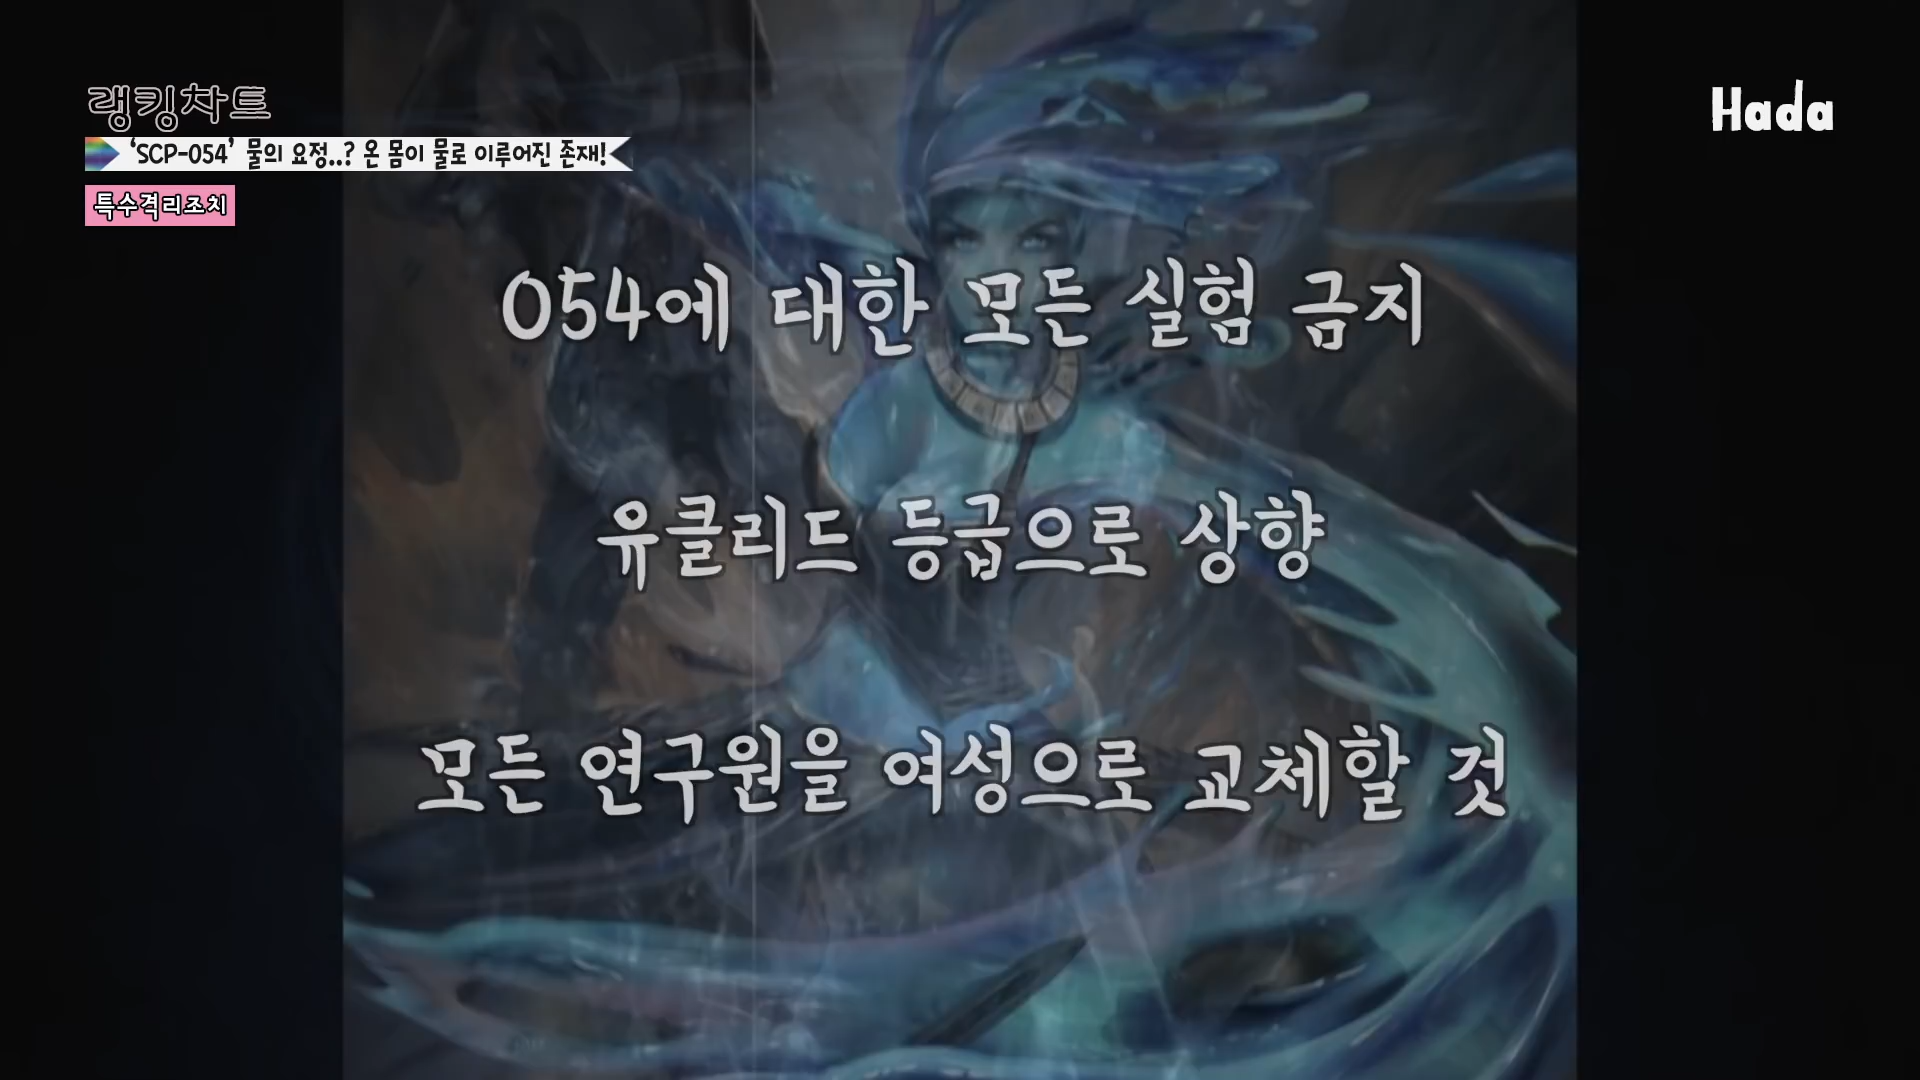 랭킹차트
Hada
‘SCP-054’ 물의 요정..? 온 몸이 물로 이루어진 존재!
특수격리조치
054에 대한 모든 실험 금지
유클리드 등급으로 상향
모든 연구원을 여성으로 교체할 것